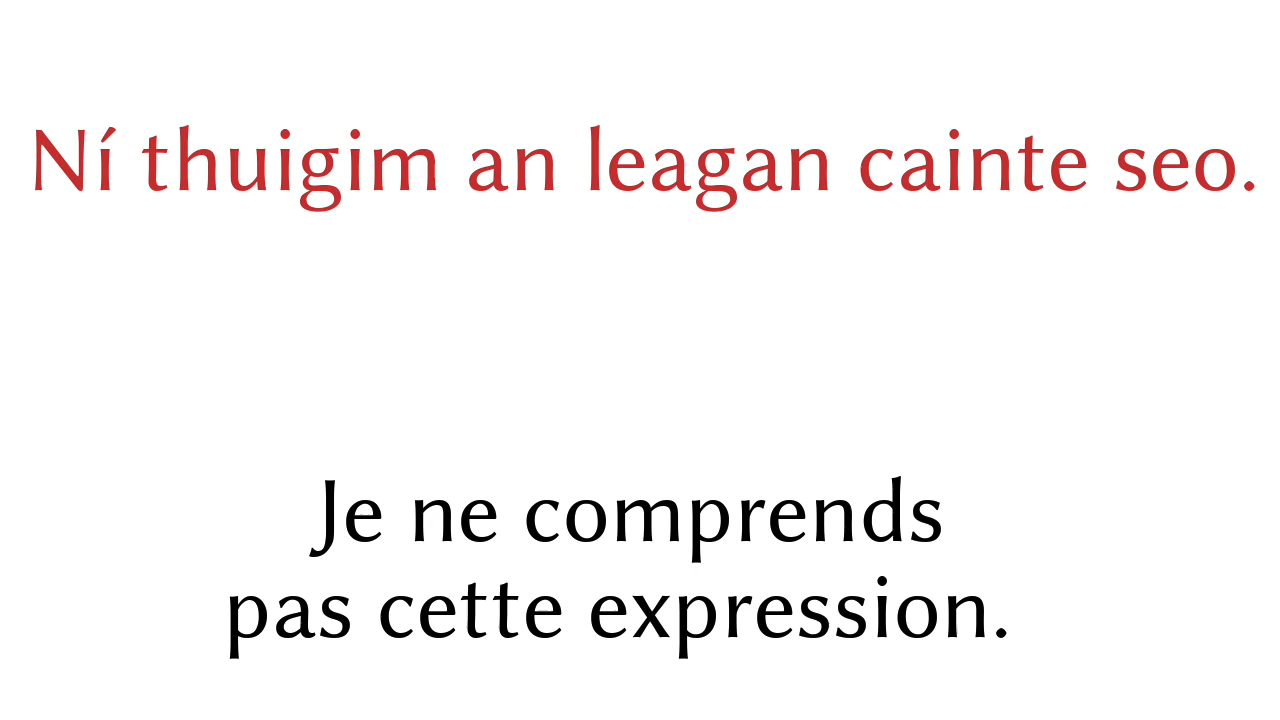 Ní thuigim an leagan cainte seo.
Je ne comprends
pas cette expression.